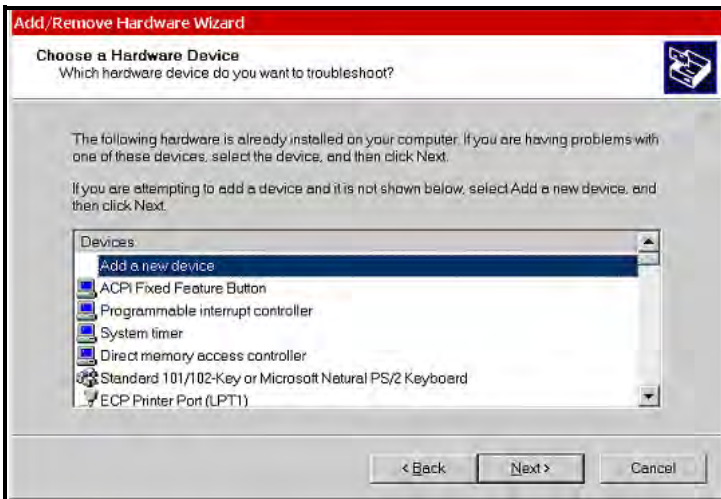 Add/Remove Hardware Wizard
Choose a Hardware Device
Which hardware device do you want to troubleshoot?
The following hardware is already installed on your computer. If you are having problems with
one of these devices, select the device, and then click Next.
If you are attempting to add a device and it is not shown below, select Add a new device, and
then click Next.
Devices
Add a new device
ACPI Fixed Feature Button
Programmable interrupt controller
System timer
Direct memory access controller
Standard 101/102-Key or Microsoft Natural PS/2 Keyboard
ECP Printer Port (LPT1)
< Back Next > Cancel